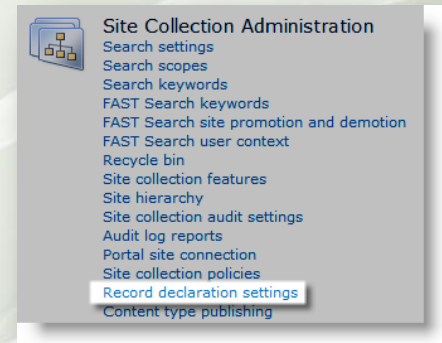 Site Collection Administration
Search settings
Search scopes
Search keywords
FAST Search keywords
FAST Search site promotion and demotion
FAST Search user context
Recycle bin
Site collection features
Site hierarchy
Site collection audit settings
Audit log reports
Portal site connection
Site collection policies
Record declaration settings
Content type publishing